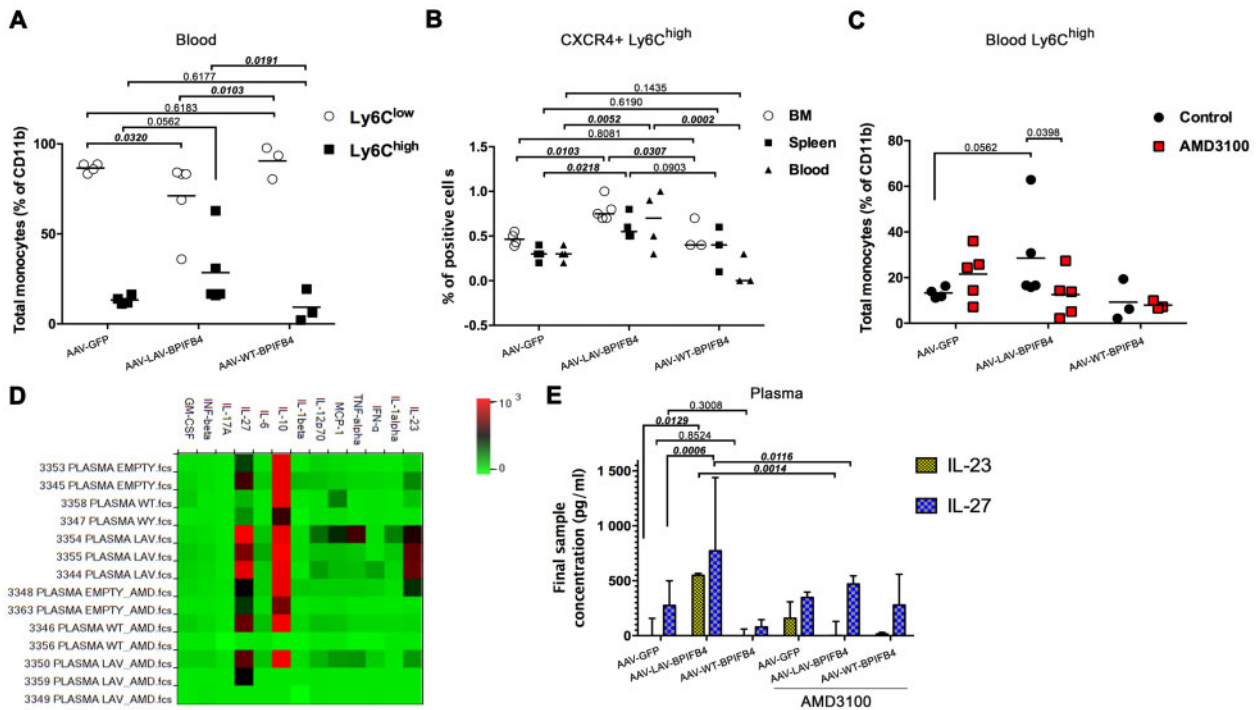 A
Blood
0.0191
0.6177
0.0103
0.6183
0.0562
0.0320
Ly6Clow
Ly6Chigh
Total monocytes (% of CD11b)
100
50
0
AAV-GFP
AAV-LAV-BPIFB4
AAV-WT-BPIFB4
B
CXCR4+ Ly6Chigh
0.1435
0.6190
0.0052
0.0002
0.8081
0.0103
0.0307
0.0218
0.0903
BM
Spleen
Blood
% of positive cell s
1.5
1.0
0.5
0.0
-0.5
AAV-GFP
AAV-LAV-BPIFB4
AAV-WT-BPIFB4
C
Blood Ly6Chigh
Control
AMD3100
0.0398
0.0562
Total monocytes (% of CD11b)
80
60
40
20
0
AAV-GFP
AAV-LAV-BPIFB4
AAV-WT-BPIFB4
D
GM-CSF
INF-beta
IL-17A
IL-27
IL-6
IL-10
IL-1beta
IL-12p70
MCP-1
TNF-alpha
IFN-g
IL-1alpha
IL-23
10 3
0
3353 PLASMA EMPTY.fcs
3345 PLASMA EMPTY.fcs
3358 PLASMA WT.fcs
3347 PLASMA WY.fcs
3354 PLASMA LAV.fcs
3355 PLASMA LAV.fcs
3344 PLASMA LAV.fcs
3348 PLASMA EMPTY_AMD.fcs
3363 PLASMA EMPTY_AMD.fcs
3346 PLASMA WT_AMD.fcs
3356 PLASMA WT_AMD.fcs
3350 PLASMA LAV_AMD.fcs
3359 PLASMA LAV_AMD.fcs
3349 PLASMA LAV_AMD.fcs
E
Plasma
0.3008
0.0129
0.8524
0.0006
0.0116
0.0014
IL-23
IL-27
Final sample
concentration (pg/ml)
1 500
1 000
500
0
AAV-GFP
AAV-LAV-BPIFB4
AAV-WT-BPIFB4
AAV-GFP
AAV-LAV-BPIFB4
AAV-WT-BPIFB4
AMD3100